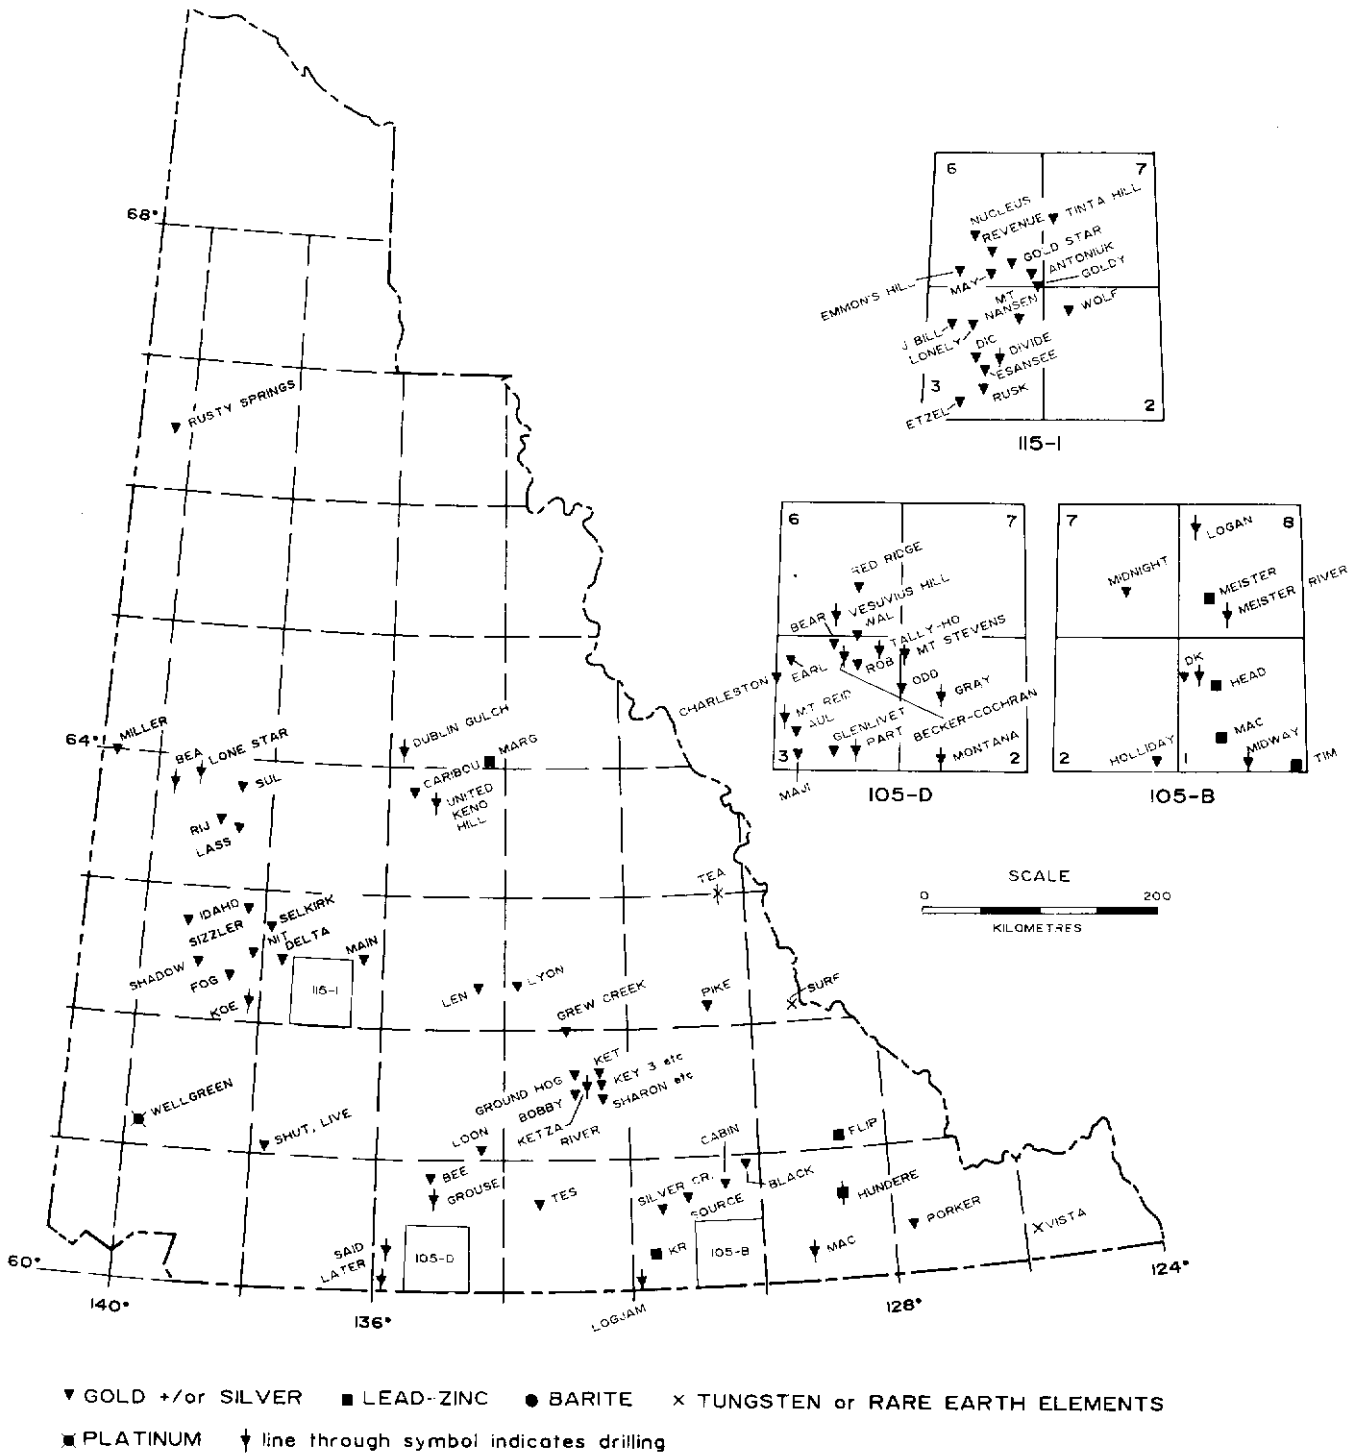 68°
RUSTY SPRINGS
64°
MILLER
BEA
LONE STAR
SUL
RIJ
LASS
DUBLIN GULCH
MARG
CARIBOU
UNITED
KENO
HILL
TEA
IDAHO
SIZZLER
SELKIRK
NIT
DELTA
MAIN
SHADOW
FOG
KOE
115-I
LEN
LYON
GREW CREEK
PIKE
SURF
WELLGREEN
SHUT, LIVE
GROUND HOG
KET
KEY 3 etc
BOBBY
SHARON etc
KETZA
RIVER
LOON
BEE
GROUSE
TES
CABIN
SILVER CR.
SOURCE
BLACK
FLIP
HUNDERE
PORKER
VISTA
SAID
LATER
105-D
KR
105-B
MAC
LOGJAM
60°
140°
136°
128°
124°
6
7
NUCLEUS
REVENUE
TINTA HILL
GOLD STAR
ANTONIUK
GOLDY
EMMON'S HILL
MAY
MT
NANSEN
WOLF
J BILL
LONELY
DIC
DIVIDE
ESANSEE
RUSK
ETZEL
3
2
115-I
6
7
RED RIDGE
VESUVIUS HILL
BEAR
WAL
TALLY-HO
MT STEVENS
EARL
ROB
CHARLESTON
ODD
GRAY
MT REID
AUL
GLENLIVET
PART
BECKER-COCHRAN
MONTANA
3
2
MAJI
105-D
7
8
LOGAN
MIDNIGHT
MEISTER
MEISTER RIVER
DK
HEAD
MAC
HOLLIDAY
MIDWAY
TIM
2
1
105-B
SCALE
0
200
KILOMETRES
GOLD +/or SILVER
LEAD-ZINC
BARITE
TUNGSTEN or RARE EARTH ELEMENTS
PLATINUM
line through symbol indicates drilling